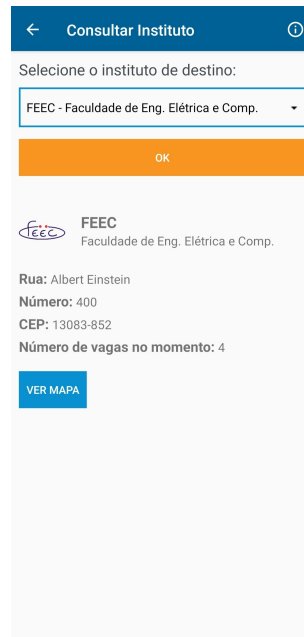 Consultar Instituto
Selecione o instituto de destino:
FEEC - Faculdade de Eng. Elétrica e Comp.
OK
feec
FEEC
Faculdade de Eng. Elétrica e Comp.
Rua: Albert Einstein
Número: 400
CEP: 13083-852
Número de vagas no momento: 4
VER MAPA